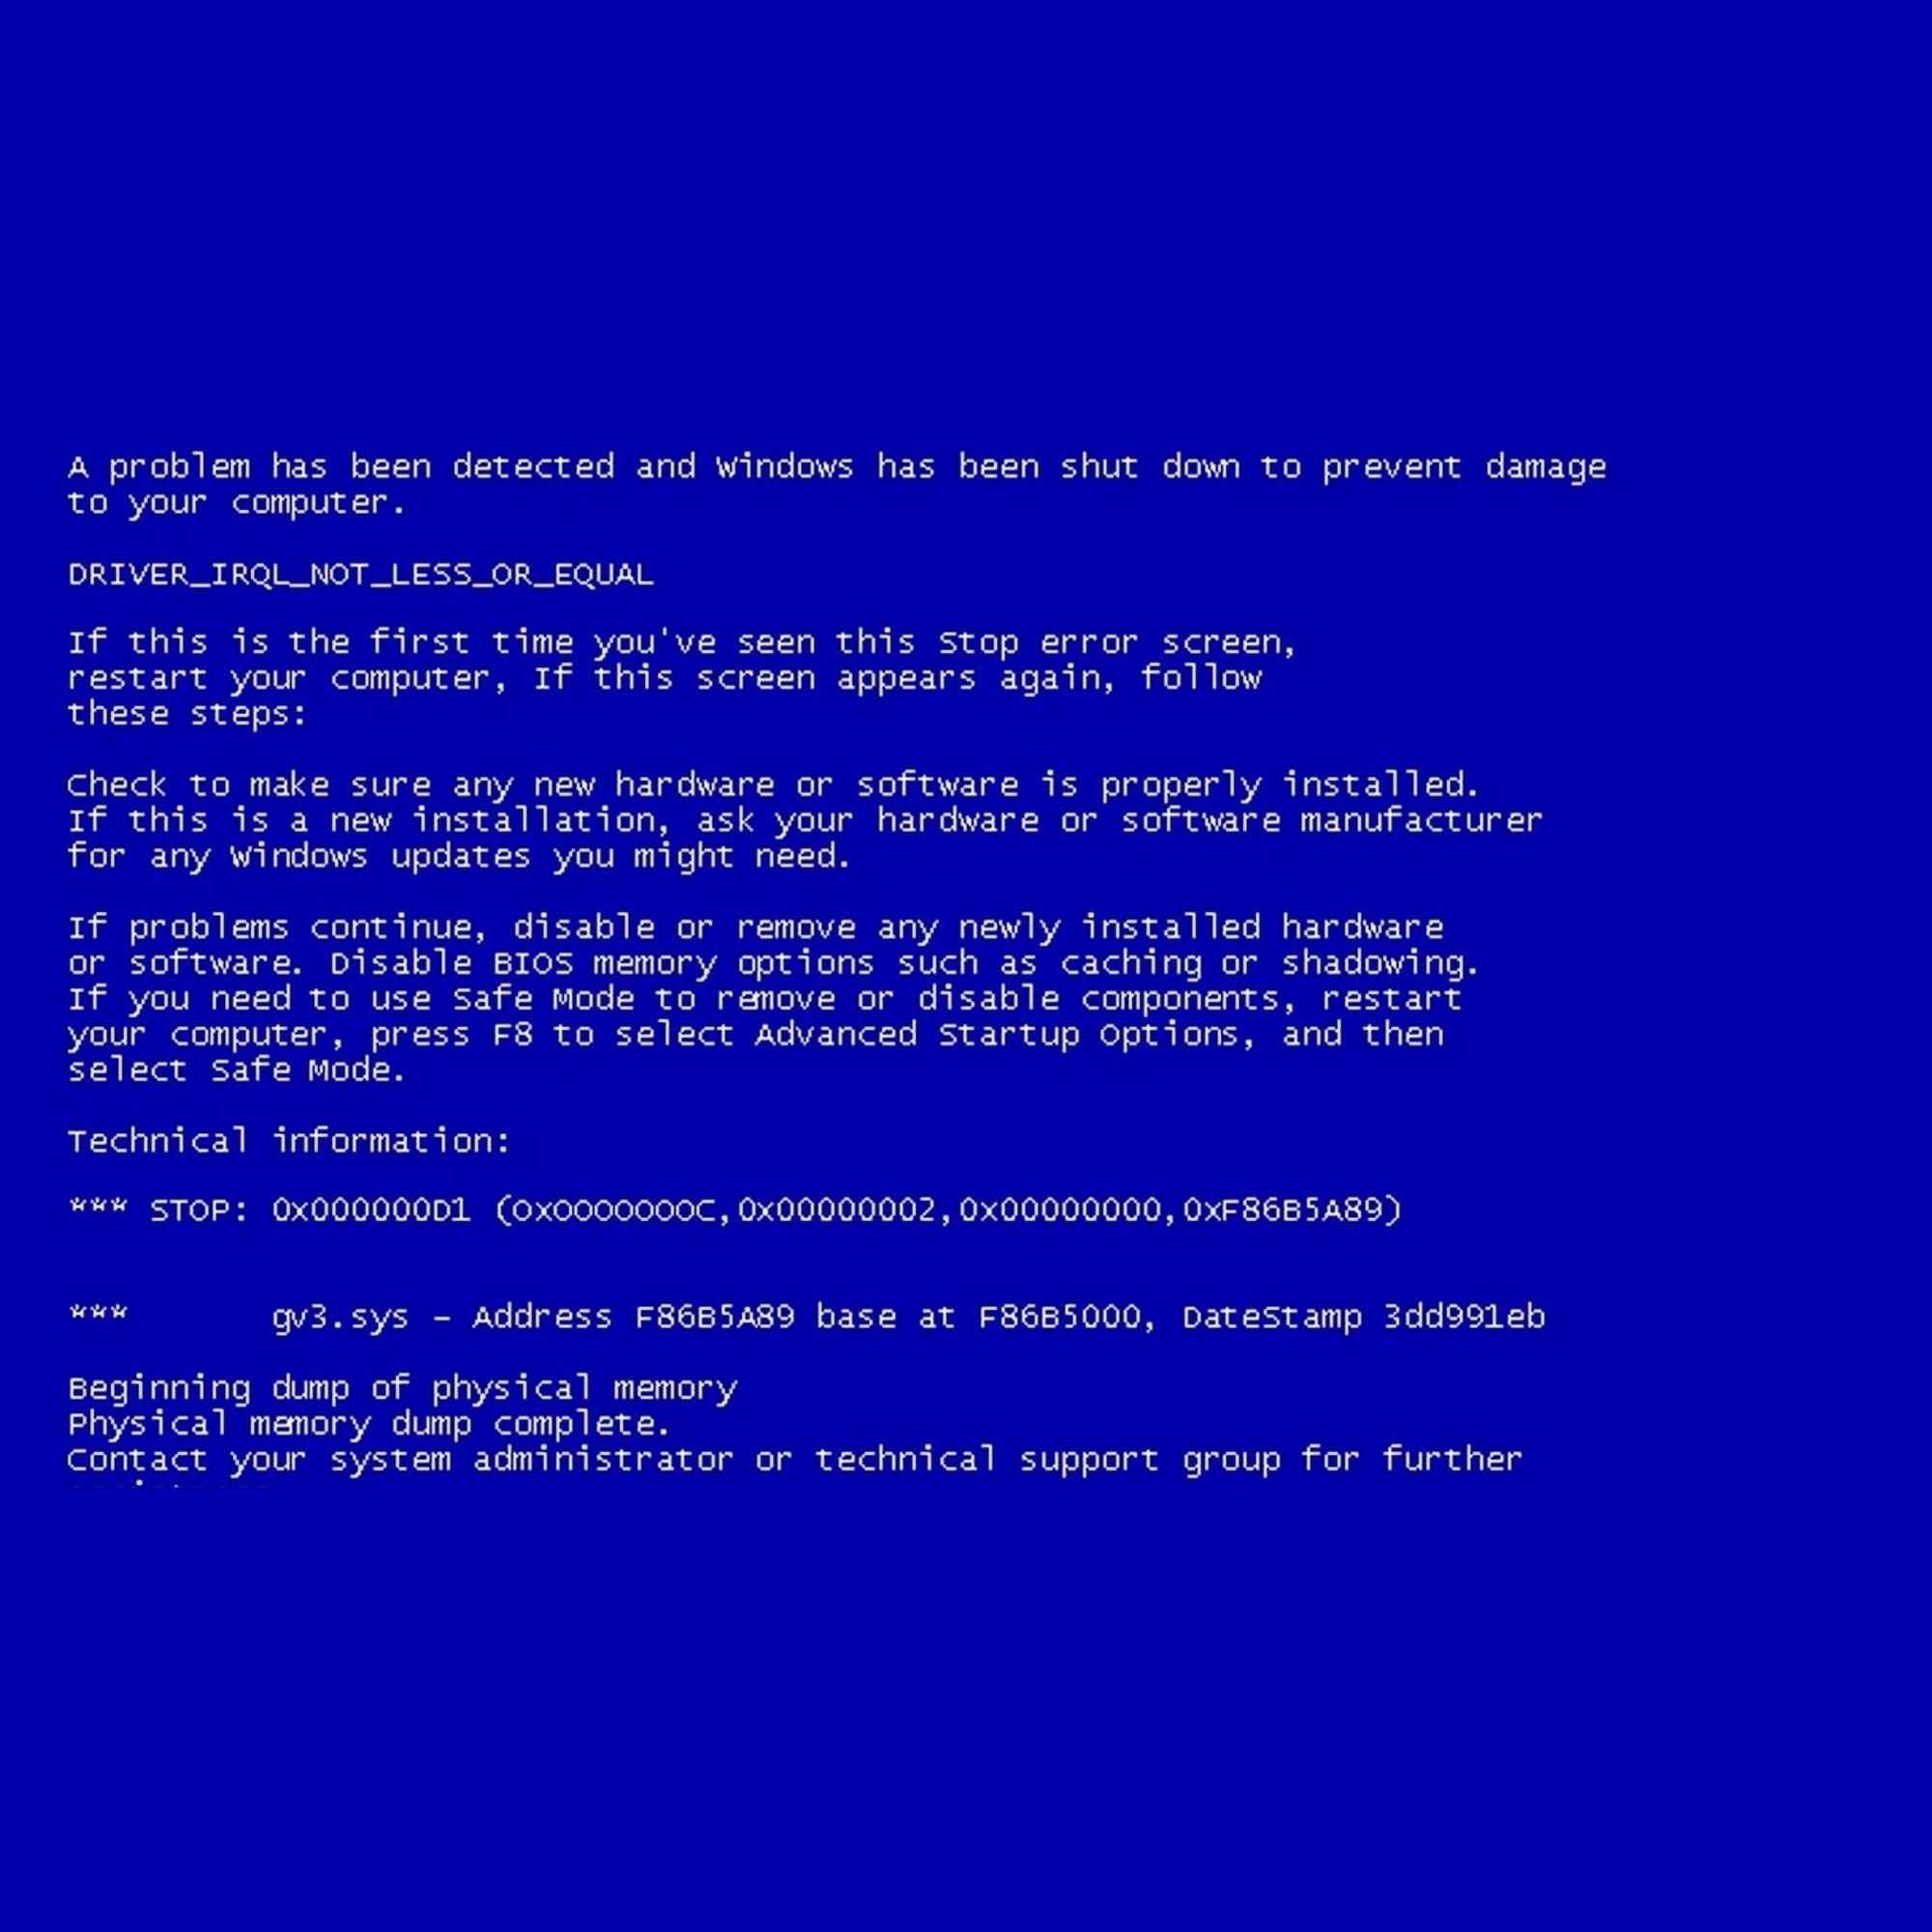 A problem has been detected and Windows has been shut down to prevent damage
to your computer.
DRIVER_IRQL_NOT_LESS_OR_EQUAL
If this is the first time you've seen this Stop error screen,
restart your computer, If this screen appears again, follow
these steps:
Check to make sure any new hardware or software is properly installed.
If this is a new installation, ask your hardware or software manufacturer
for any Windows updates you might need.
If problems continue, disable or remove any newly installed hardware
or software. Disable BIOS memory options such as caching or shadowing.
If you need to use Safe Mode to remove or disable components, restart
your computer, press F8 to select Advanced Startup Options, and then
select Safe Mode.
Technical information:
*** STOP: 0x000000D1 (0x0000000C,0x00000002,0x00000000,0xF86B5A89)
***       gv3.sys – Address F86B5A89 base at F86B5000, DateStamp 3dd991eb
Beginning dump of physical memory
Physical memory dump complete.
Contact your system administrator or technical support group for further